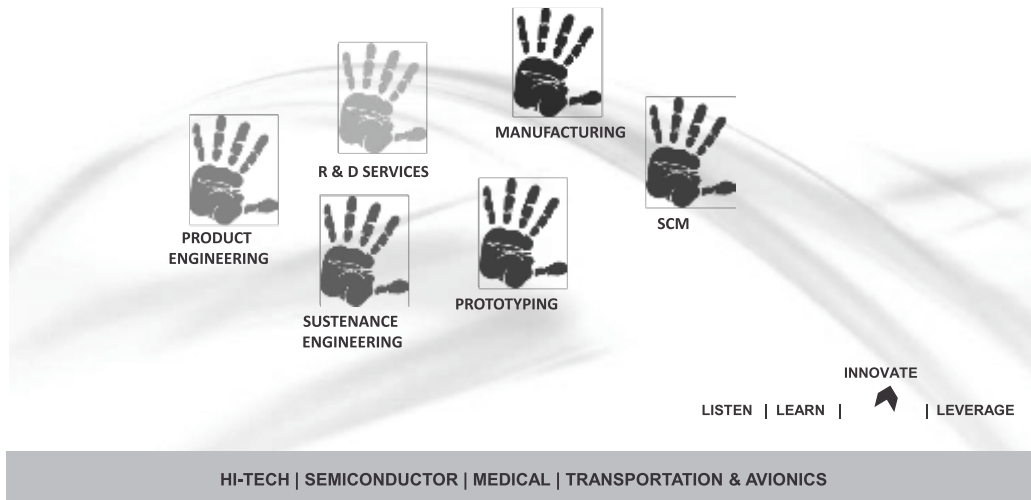 MANUFACTURING
R & D SERVICES
SCM
PRODUCT
ENGINEERING
PROTOTYPING
SUSTENANCE
ENGINEERING
INNOVATE
LISTEN | LEARN | | LEVERAGE
HI-TECH | SEMICONDUCTOR | MEDICAL | TRANSPORTATION & AVIONICS